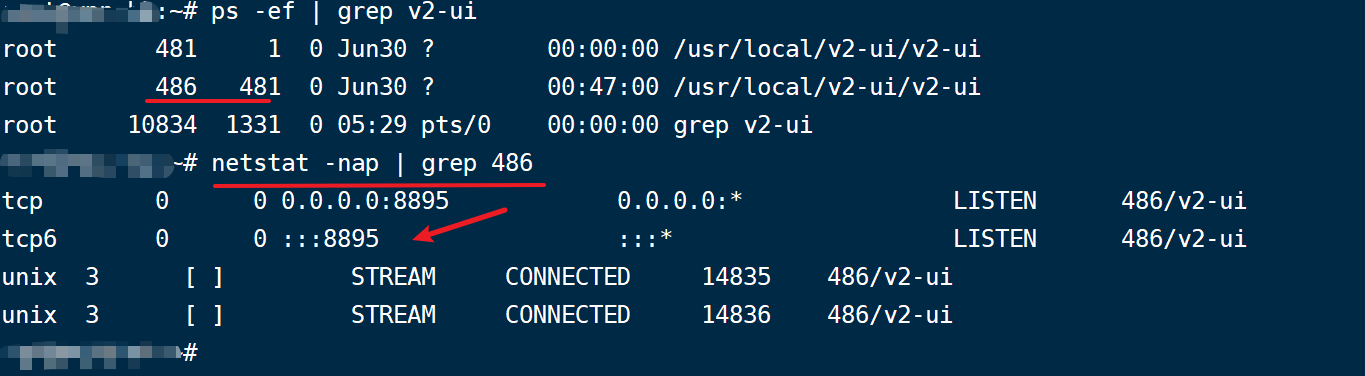 :~# ps -ef | grep v2-ui
root       481     1  0 Jun30 ?        00:00:00 /usr/local/v2-ui/v2-ui
root       486   481  0 Jun30 ?        00:47:00 /usr/local/v2-ui/v2-ui
root     10834  1331  0 05:29 pts/0    00:00:00 grep v2-ui
~# netstat -nap | grep 486
tcp        0      0 0.0.0.0:8895            0.0.0.0:*               LISTEN      486/v2-ui
tcp6       0      0 :::8895                 :::*                    LISTEN      486/v2-ui
unix  3      [ ]         STREAM     CONNECTED     14835    486/v2-ui
unix  3      [ ]         STREAM     CONNECTED     14836    486/v2-ui
~#